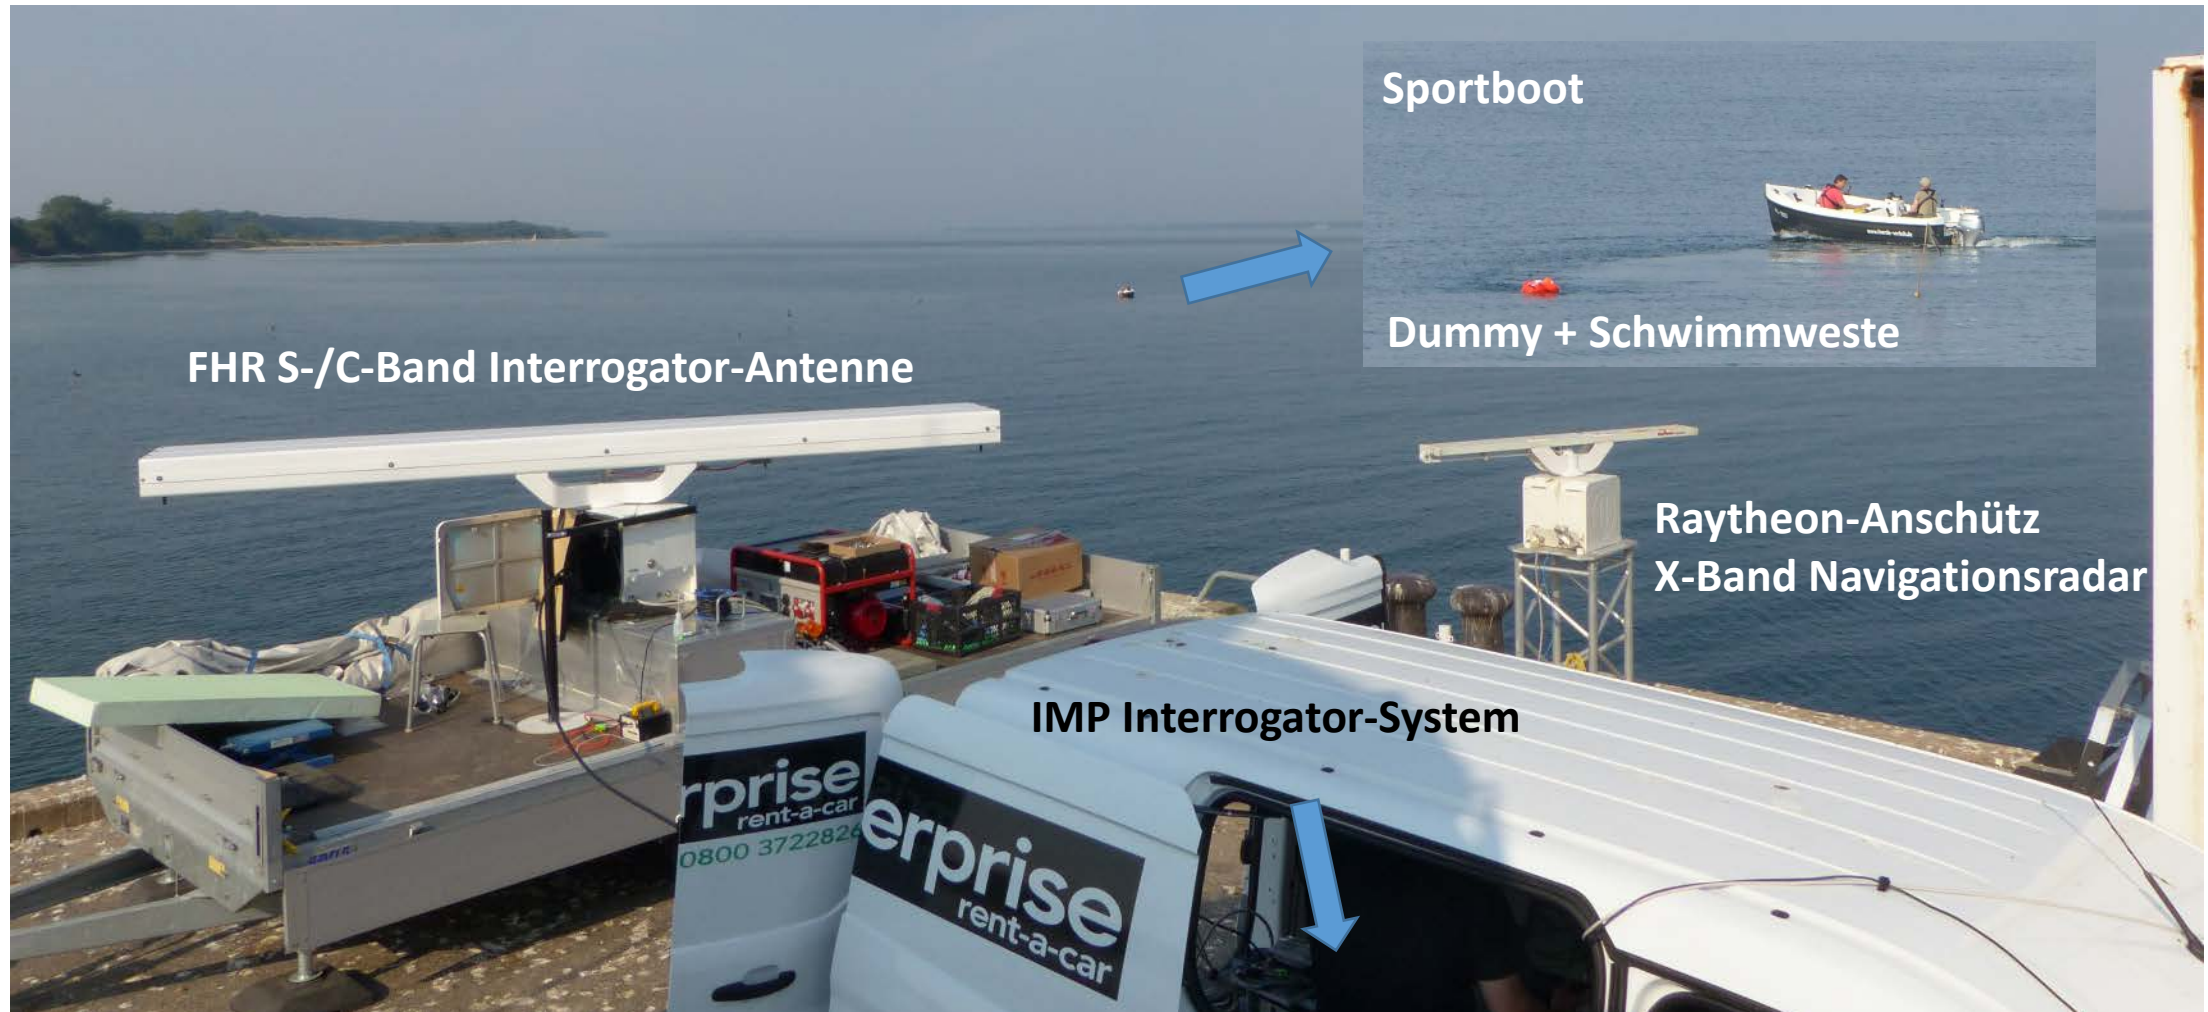 Sportboot
Dummy + Schwimmweste
FHR S-/C-Band Interrogator-Antenne
Raytheon-Anschütz
X-Band Navigationsradar
IMP Interrogator-System
rprise
rent-a-car
0800 3722826
erprise
rent-a-car